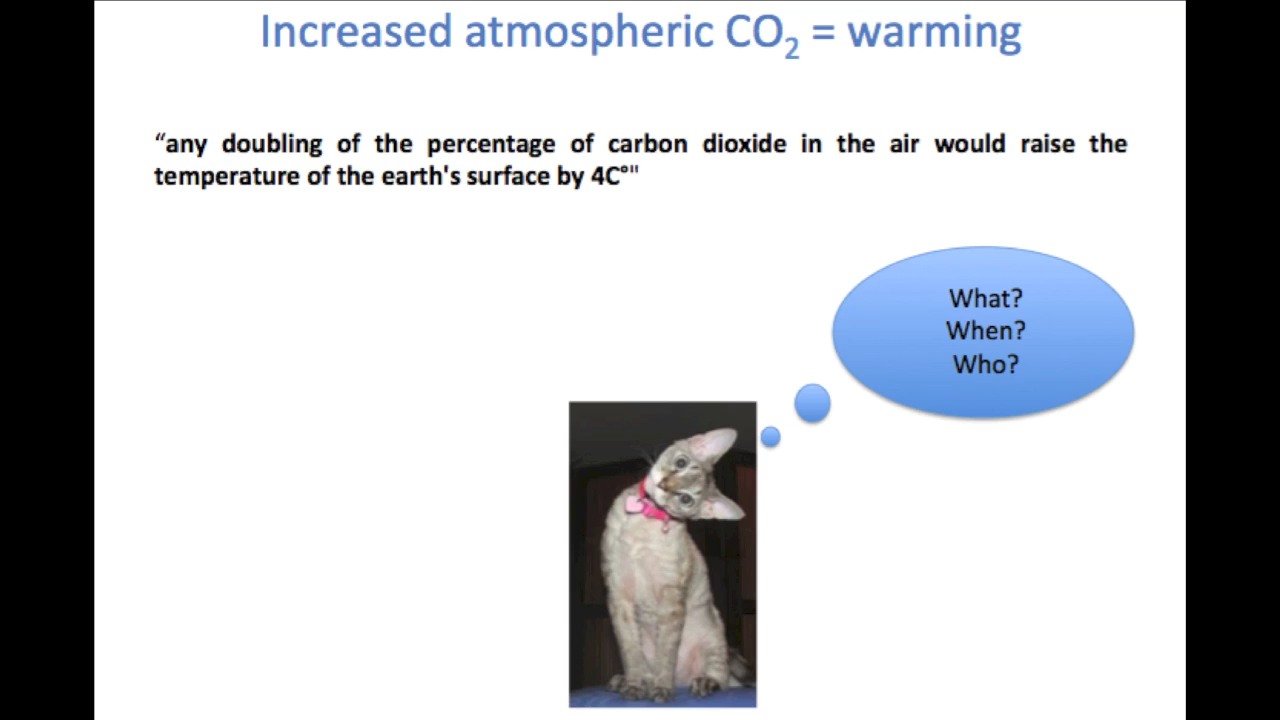 Increased atmospheric CO₂ = warming
“any doubling of the percentage of carbon dioxide in the air would raise the
temperature of the earth's surface by 4C°"
What?
When?
Who?